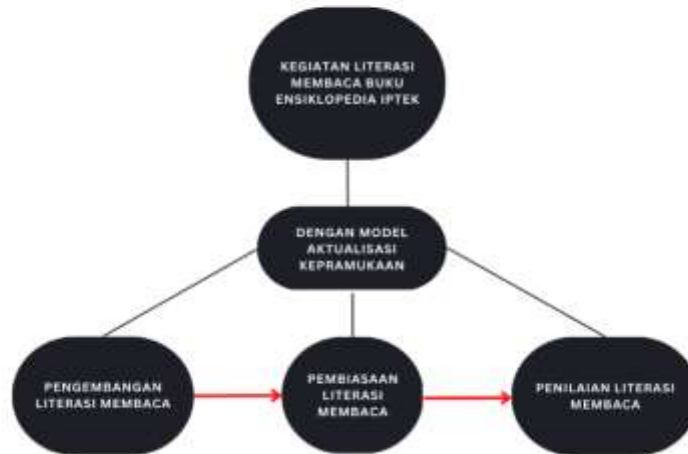 KEGIATAN LITERASI
MEMBACA BUKU
ENSIKLOPEDIA IPTEK
DENGAN MODEL
AKTUALISASI
KEPRAMUKAAN
PENGEMBANGAN
LITERASI MEMBACA
PEMBIASAAN
LITERASI
MEMBACA
PENILAIAN LITERASI
MEMBACA